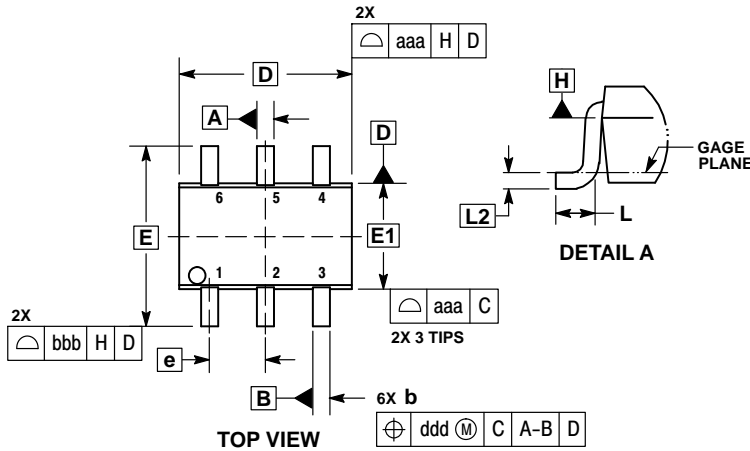 2X
⌓ aaa H D
D
A
D
6 5 4
E
E1
1 2 3
⌓ aaa C
2X 3 TIPS
2X
⌓ bbb H D
e
B
6X b
⌖ ddd Ⓜ C A-B D
TOP VIEW
H
GAGE
PLANE
L2
L
DETAIL A